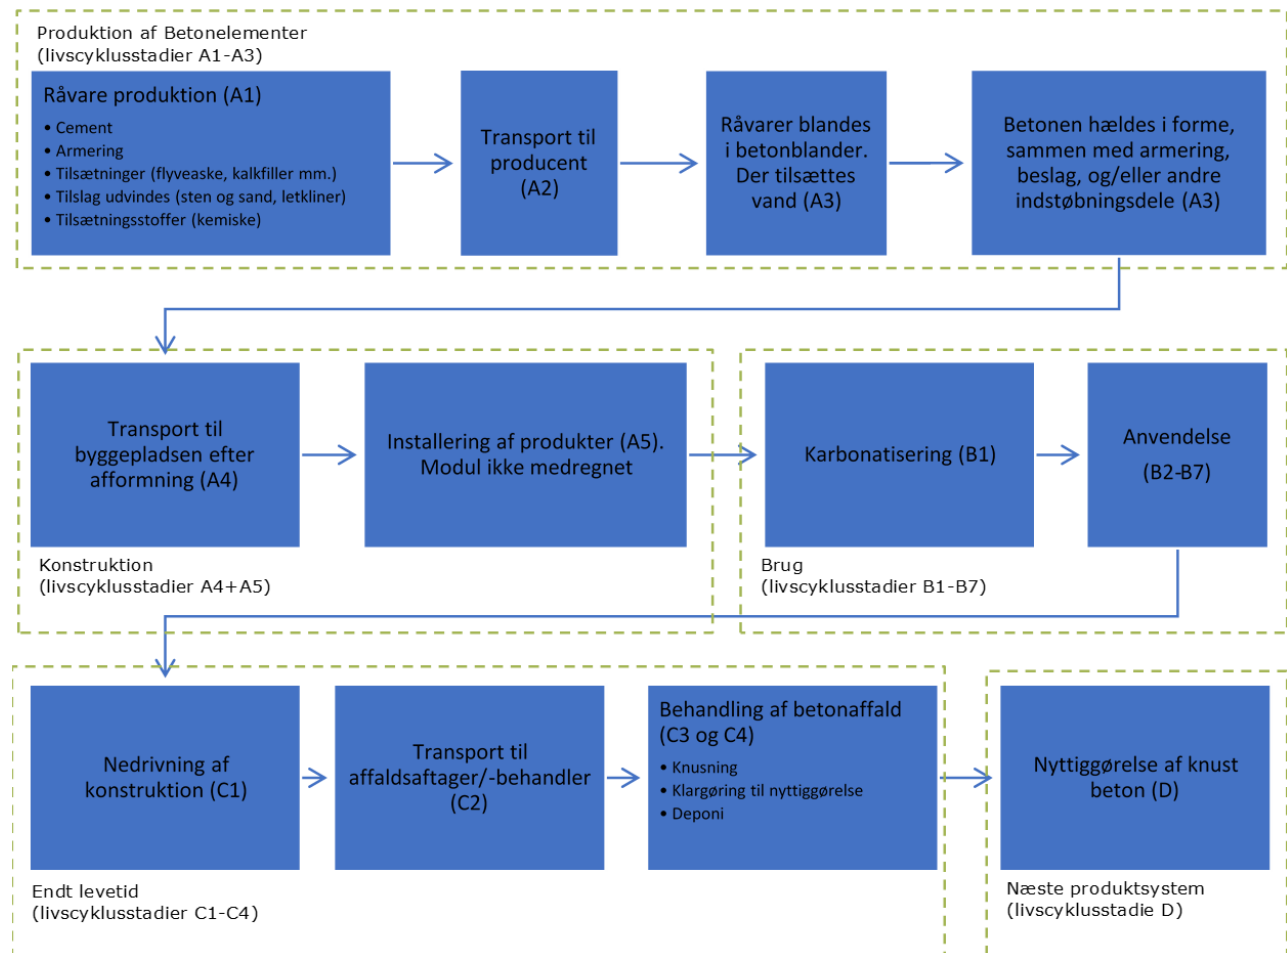 Produktion af Betonelementer
(livscyklusstadier A1-A3)
Råvare produktion (A1)
• Cement
• Armering
• Tilsætninger (flyveaske, kalkfiller mm.)
• Tilslag udvindes (sten og sand, letkliner)
• Tilsætningsstoffer (kemiske)
Transport til
producent
(A2)
Råvarer blandes
i betonblander.
Der tilsættes
vand (A3)
Betonen hældes i forme,
sammen med armering,
beslag, og/eller andre
indstøbningsdele (A3)
Transport til
byggepladsen efter
afformning (A4)
Installering af produkter (A5).
Modul ikke medregnet
Konstruktion
(livscyklusstadier A4+A5)
Karbonatisering (B1)
Anvendelse
(B2-B7)
Brug
(livscyklusstadier B1-B7)
Nedrivning af
konstruktion (C1)
Transport til
affaldsaftager/-behandler
(C2)
Behandling af betonaffald
(C3 og C4)
• Knusning
• Klargøring til nyttiggørelse
• Deponi
Endt levetid
(livscyklusstadier C1-C4)
Nyttiggørelse af knust
beton (D)
Næste produktsystem
(livscyklusstadie D)